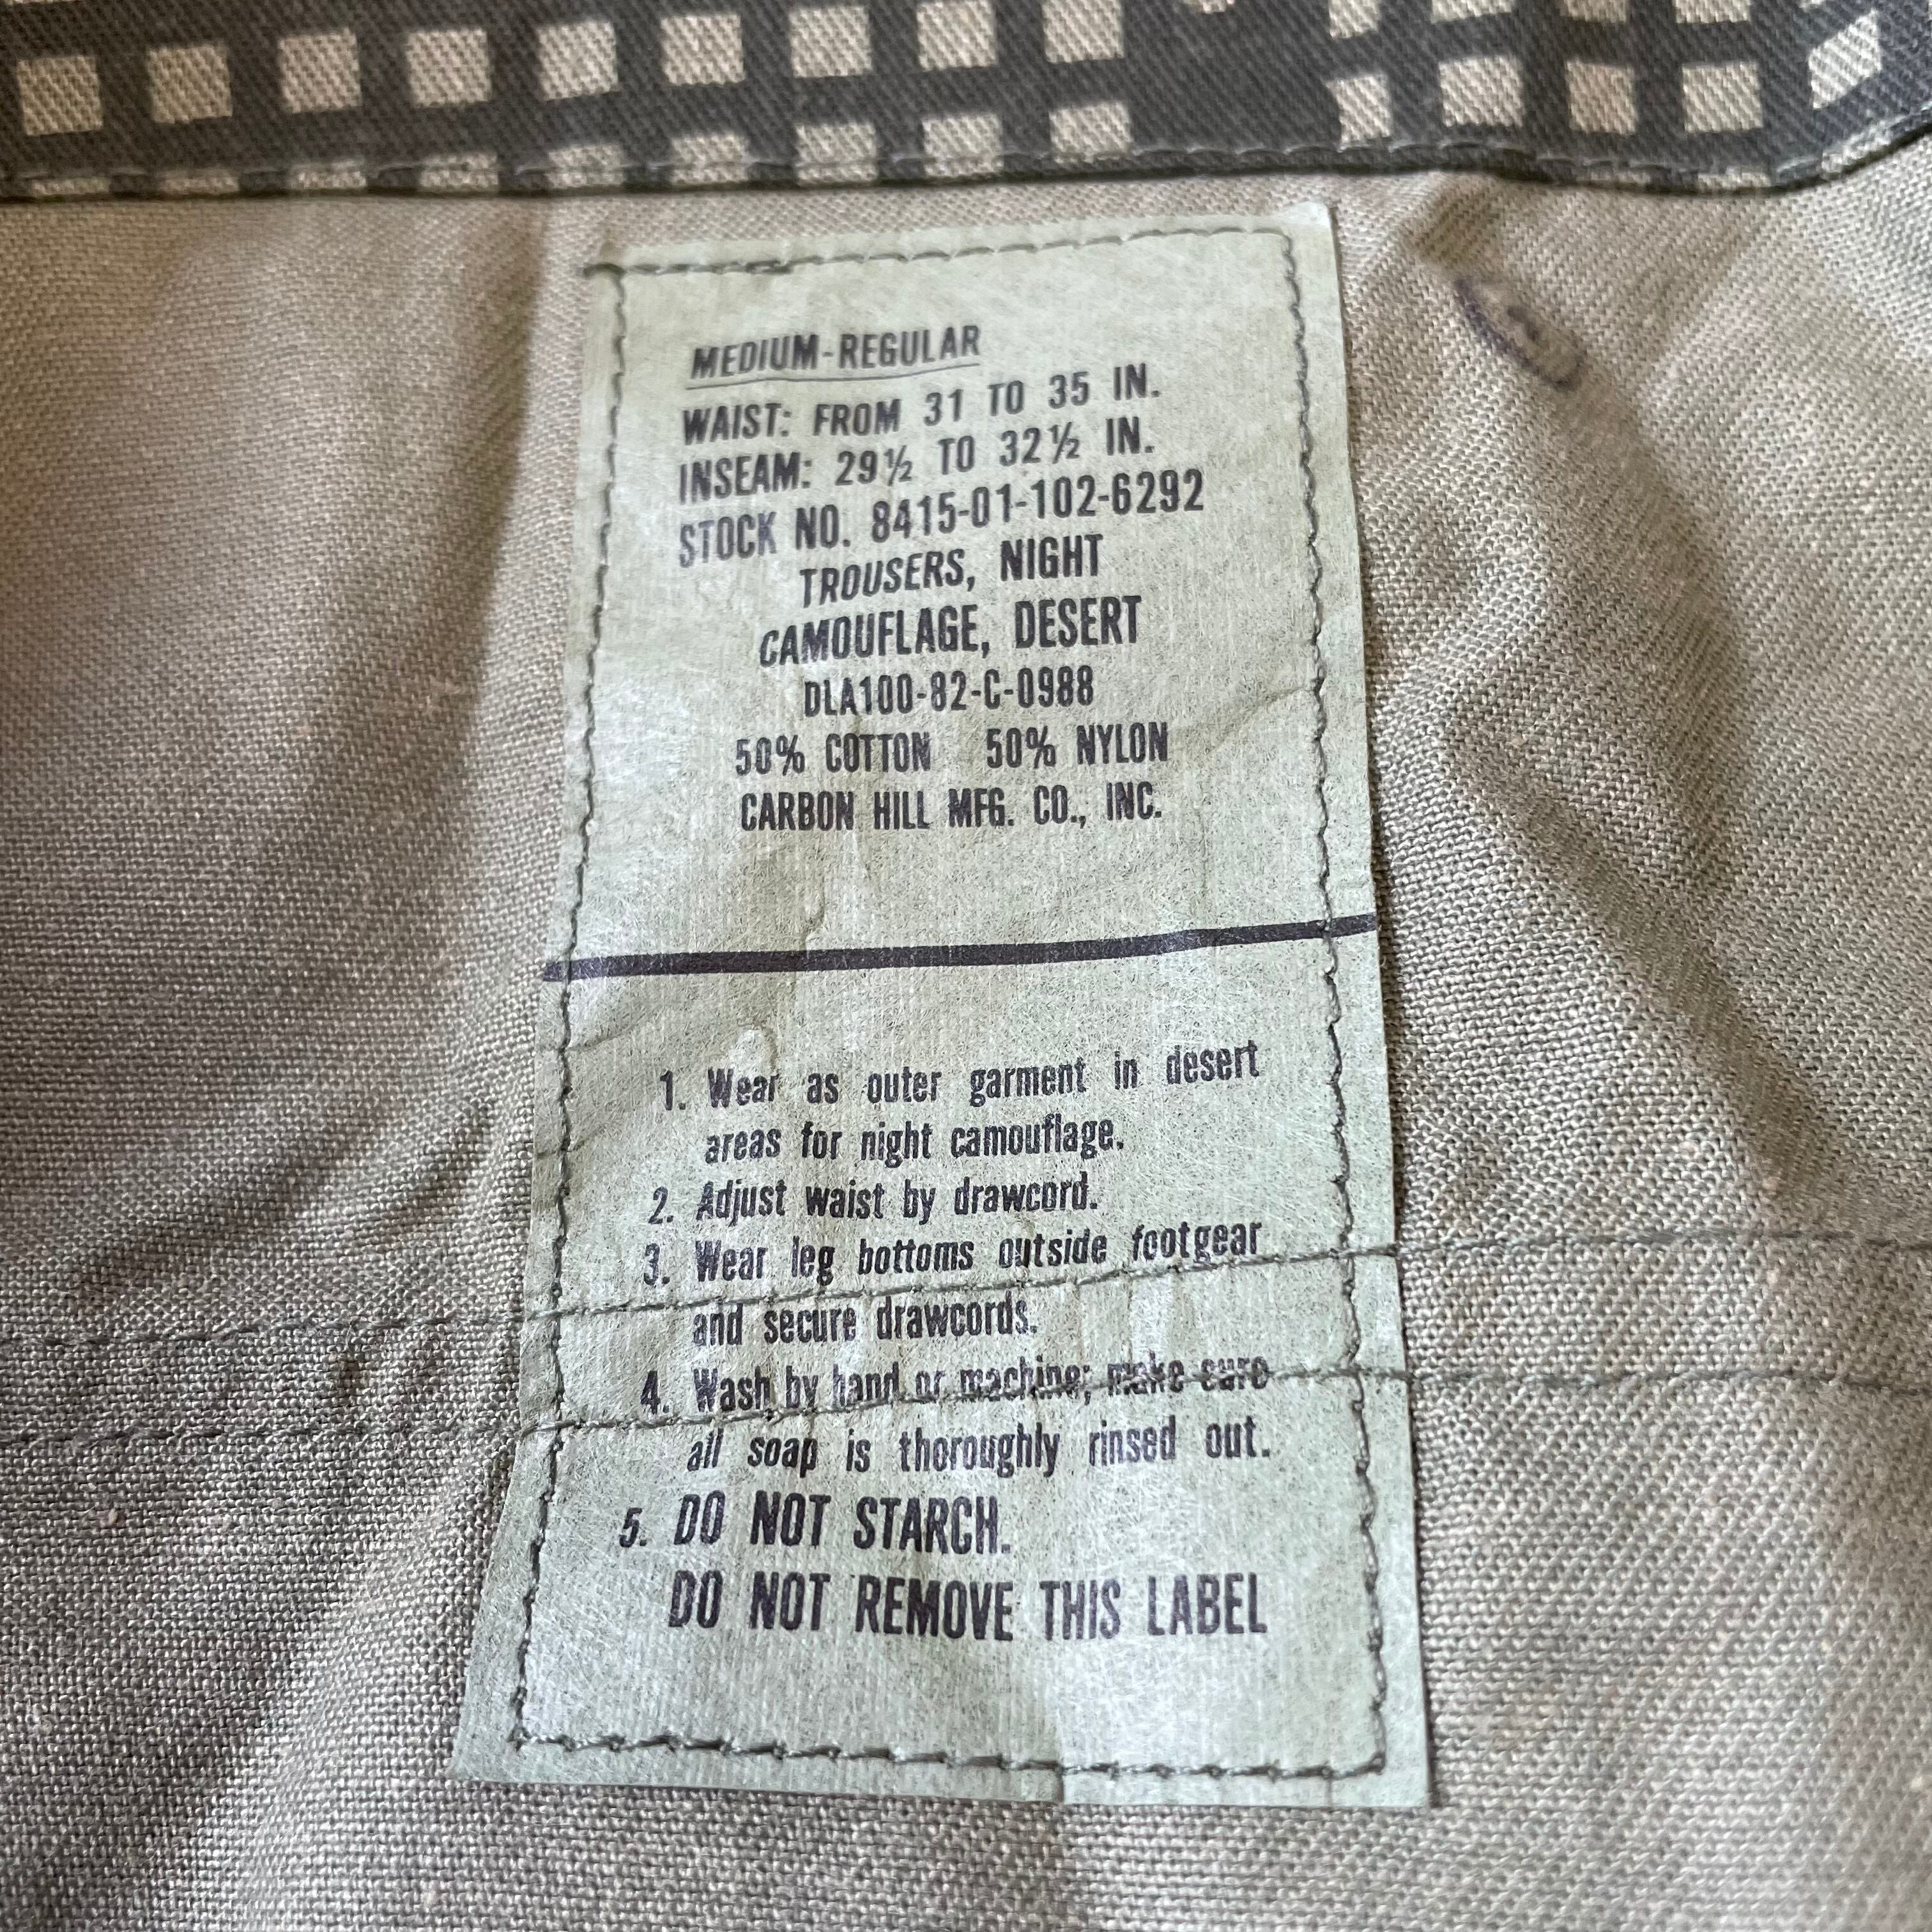 MEDIUM-REGULAR
WAIST: FROM 31 TO 35 IN.
INSEAM: 29½ TO 32½ IN.
STOCK NO. 8415-01-102-6292
TROUSERS, NIGHT
CAMOUFLAGE, DESERT
DLA100-82-C-0988
50% COTTON 50% NYLON
CARBON HILL MFG. CO., INC.
1. Wear as outer garment in desert
areas for night camouflage.
2. Adjust waist by drawcord.
3. Wear leg bottoms outside footgear
and secure drawcords.
4. Wash by hand or machine; make sure
all soap is thoroughly rinsed out.
5. DO NOT STARCH.
DO NOT REMOVE THIS LABEL